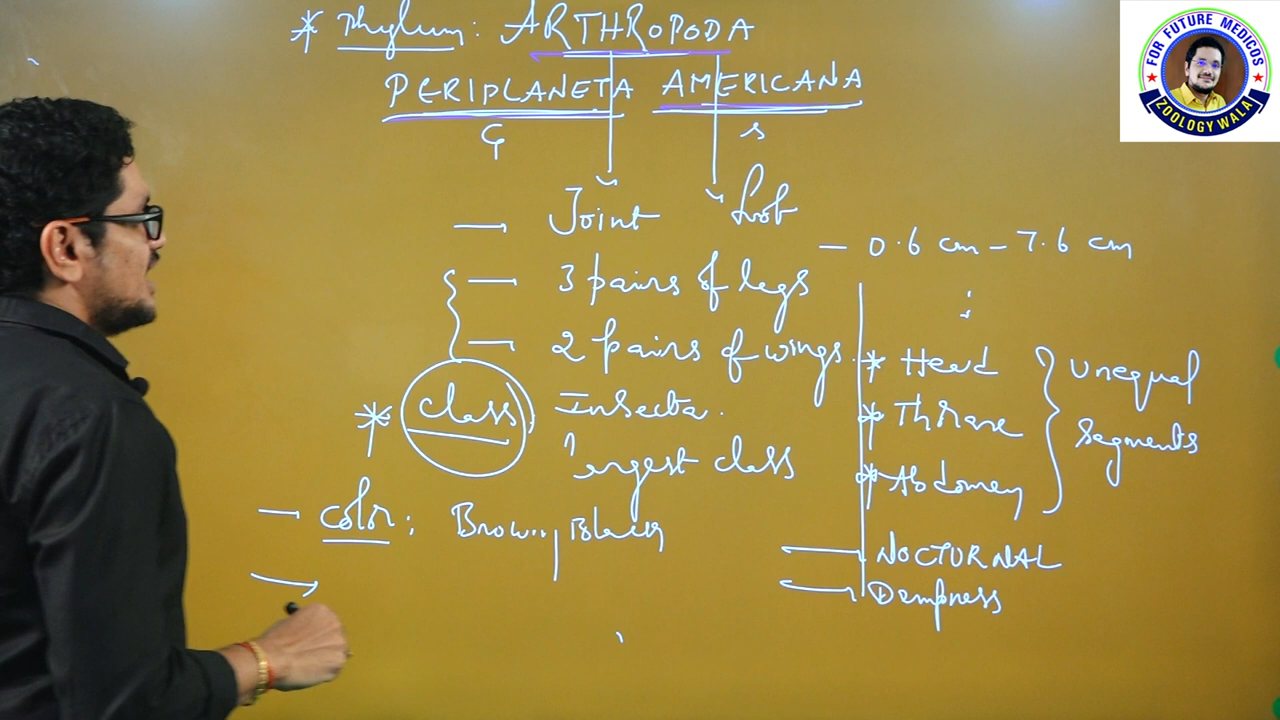 * Phylum: ARTHROPODA
PERIPLANETA AMERICANA
G s
→ Joint Foot
— 0.6 cm – 7.6 cm
→ 3 pairs of legs
→ 2 pairs of wings
* Class Insecta.
largest class
→ Color: Brown, Black
* Head
* Thorax
* Abdomen
Unequal
Segments
NOCTURNAL
Dampness
FOR FUTURE MEDICOS
ZOOLOGY WALA